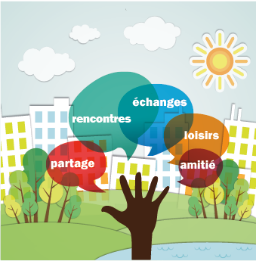 échanges
rencontres
loisirs
partage
amitié